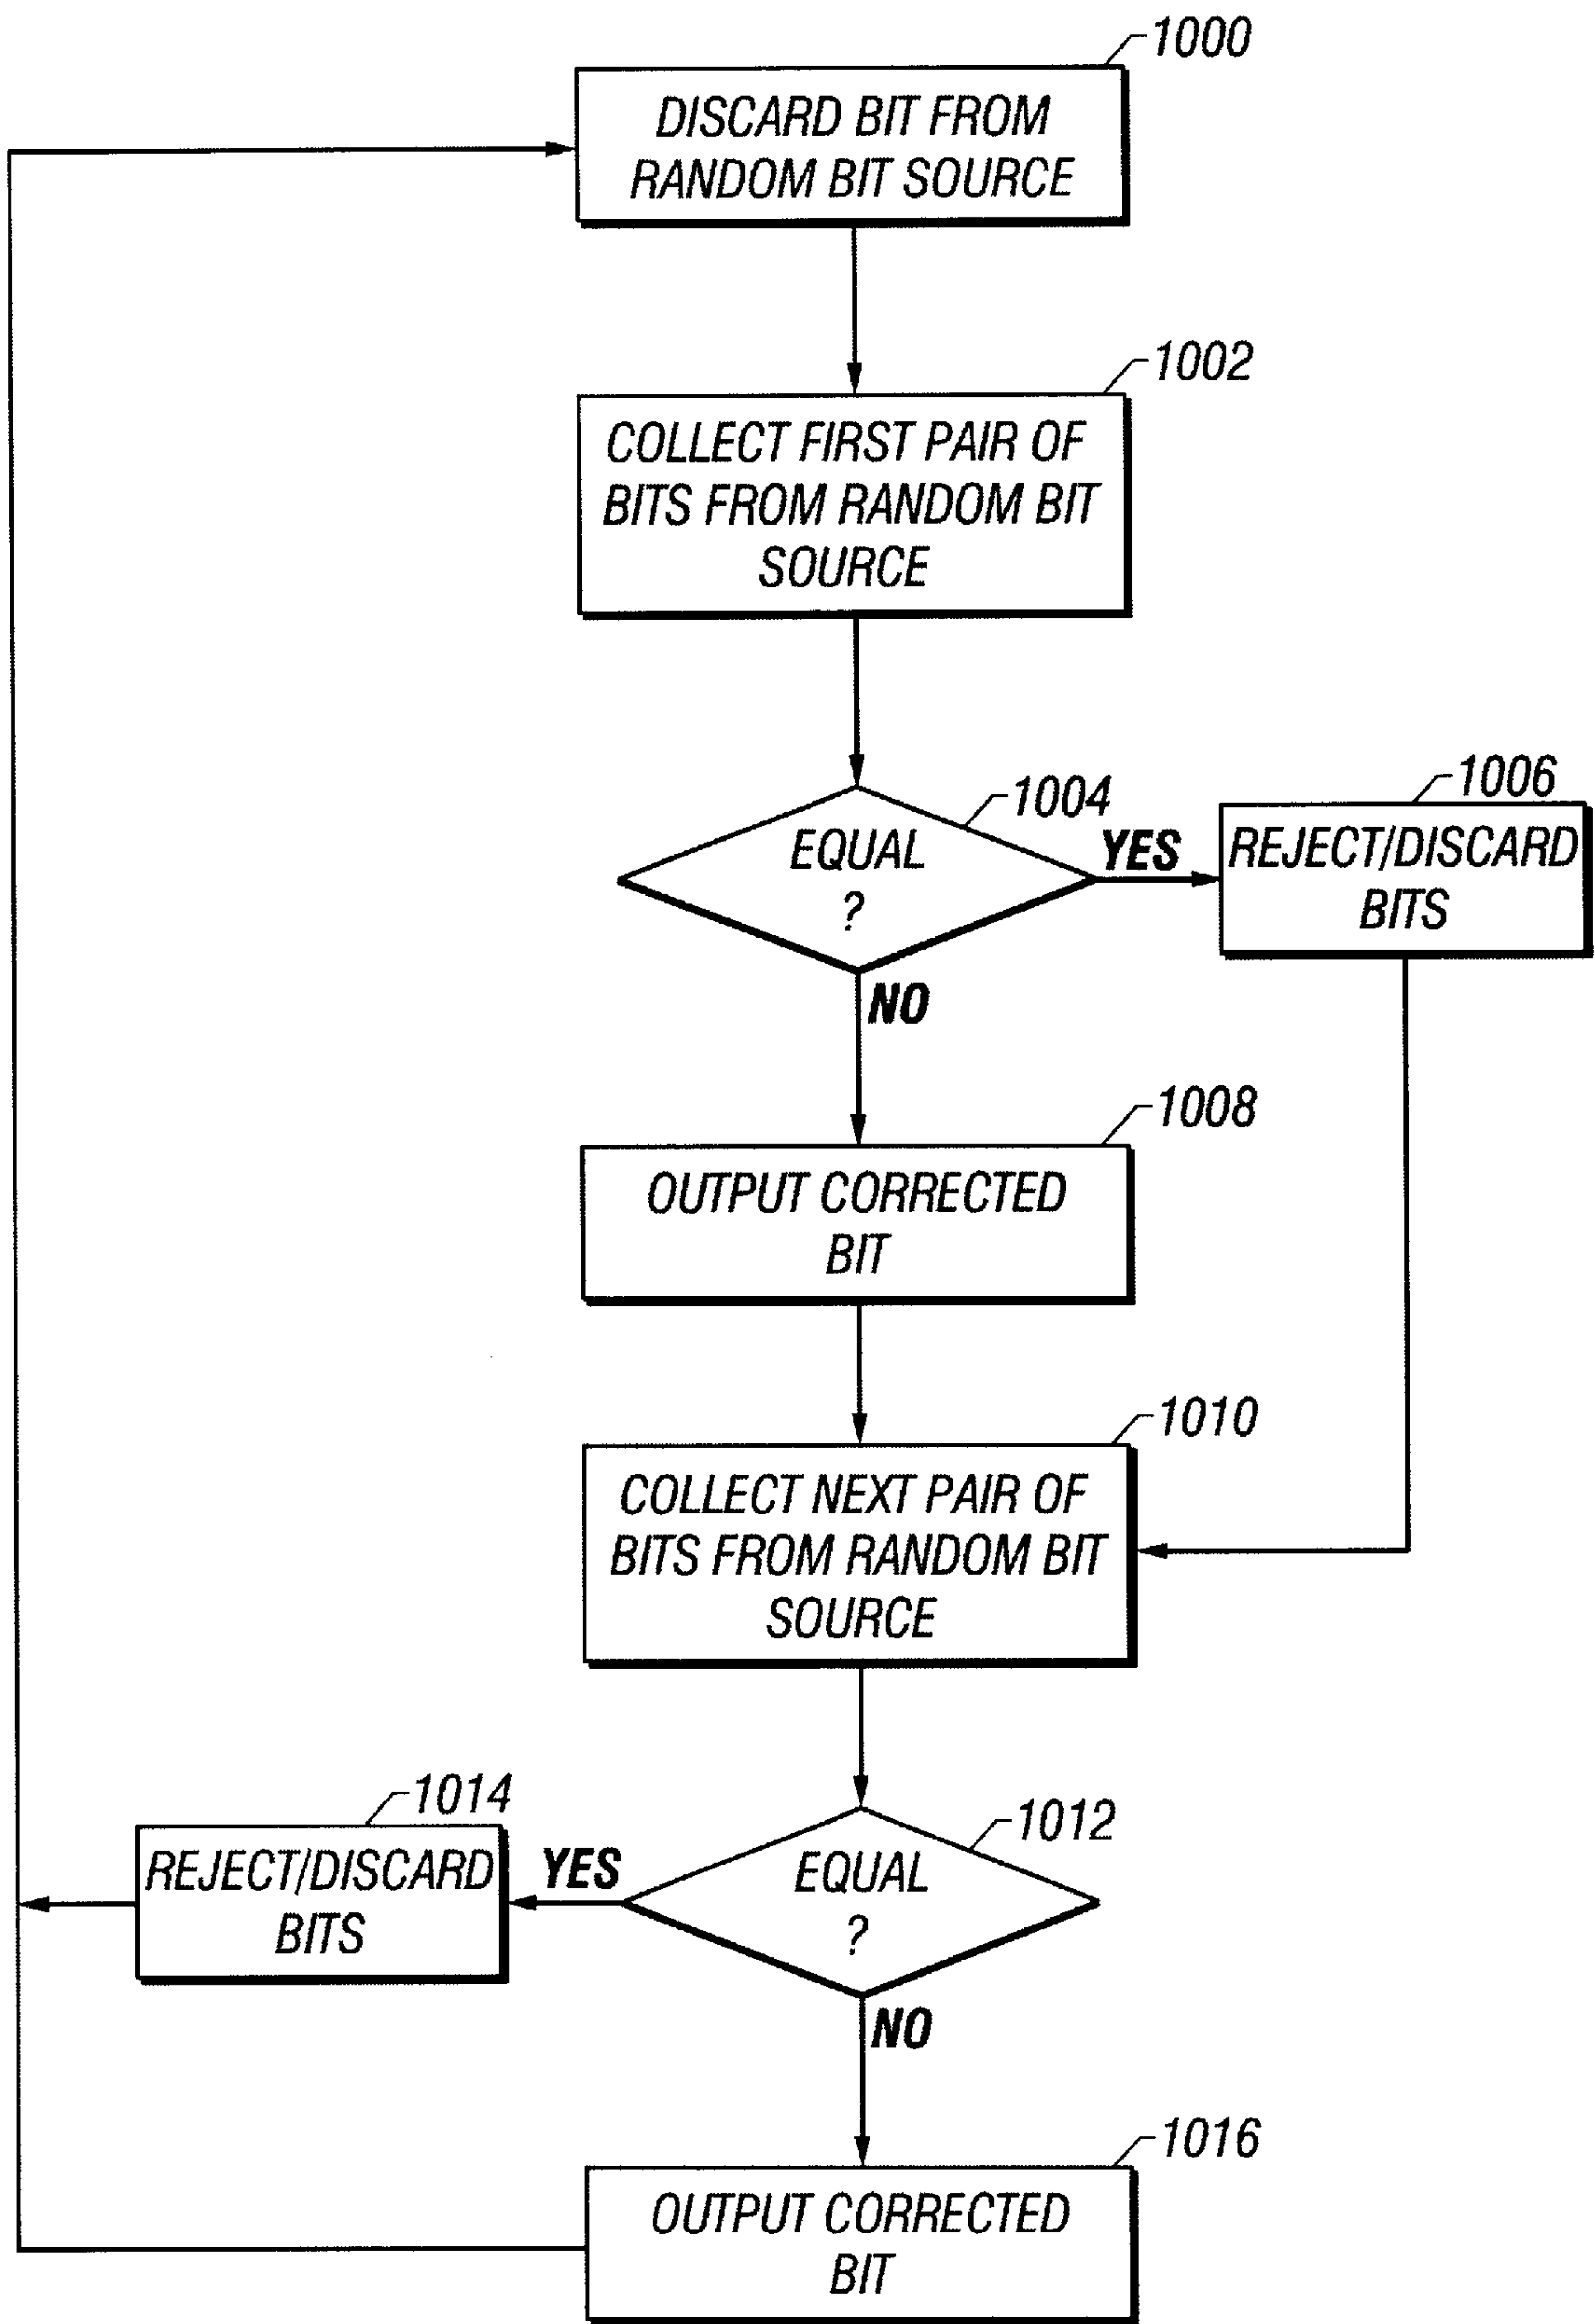 1000
DISCARD BIT FROM
RANDOM BIT SOURCE
1002
COLLECT FIRST PAIR OF
BITS FROM RANDOM BIT
SOURCE
1004
EQUAL
?
YES
1006
REJECT/DISCARD
BITS
NO
1008
OUTPUT CORRECTED
BIT
1010
COLLECT NEXT PAIR OF
BITS FROM RANDOM BIT
SOURCE
1012
EQUAL
?
YES
1014
REJECT/DISCARD
BITS
NO
1016
OUTPUT CORRECTED
BIT